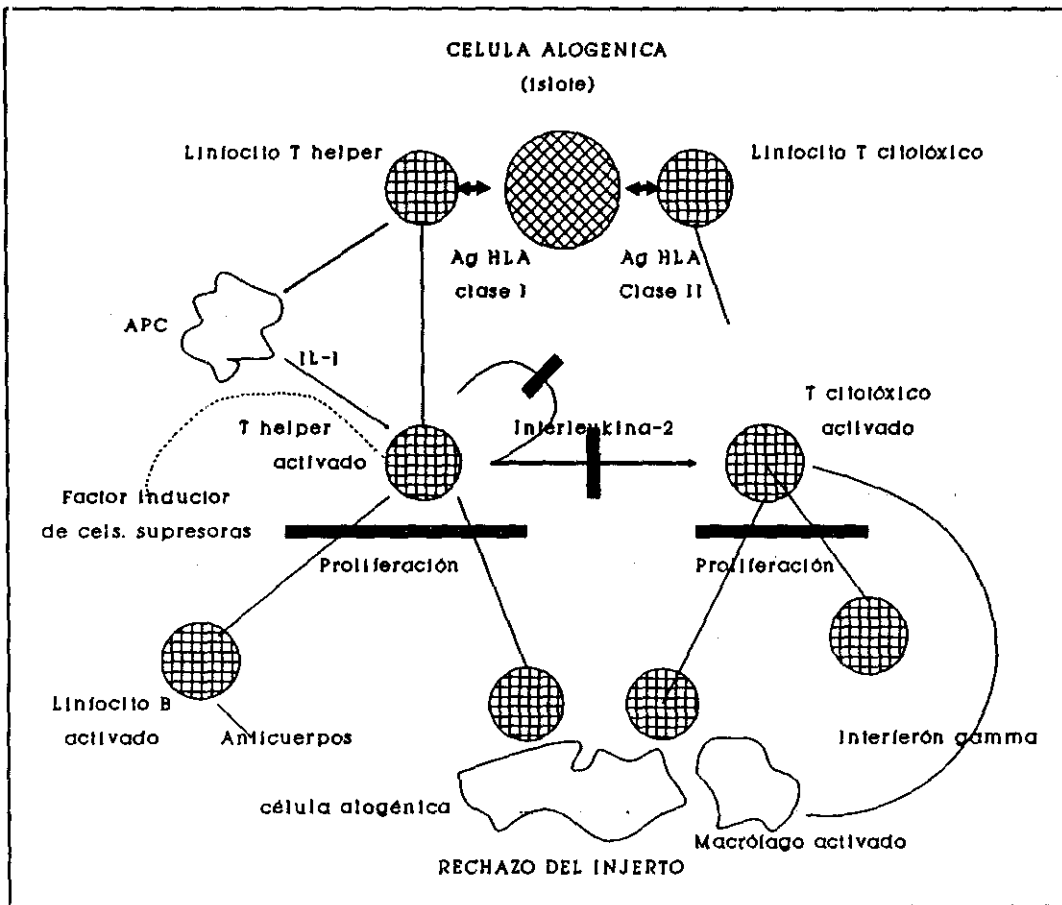 CELULA ALOGENICA
(islote)
Linfocito T helper
Linfocito T citolóxico
Ag HLA
clase I
Ag HLA
Clase II
APC
IL-1
T helper
activado
Interleukina-2
T citolóxico
activado
Factor inductor
de cels. supresoras
Proliferación
Proliferación
Linfocito B
activado
Anticuerpos
Interferón gamma
célula alogénica
Macrófago activado
RECHAZO DEL INJERTO